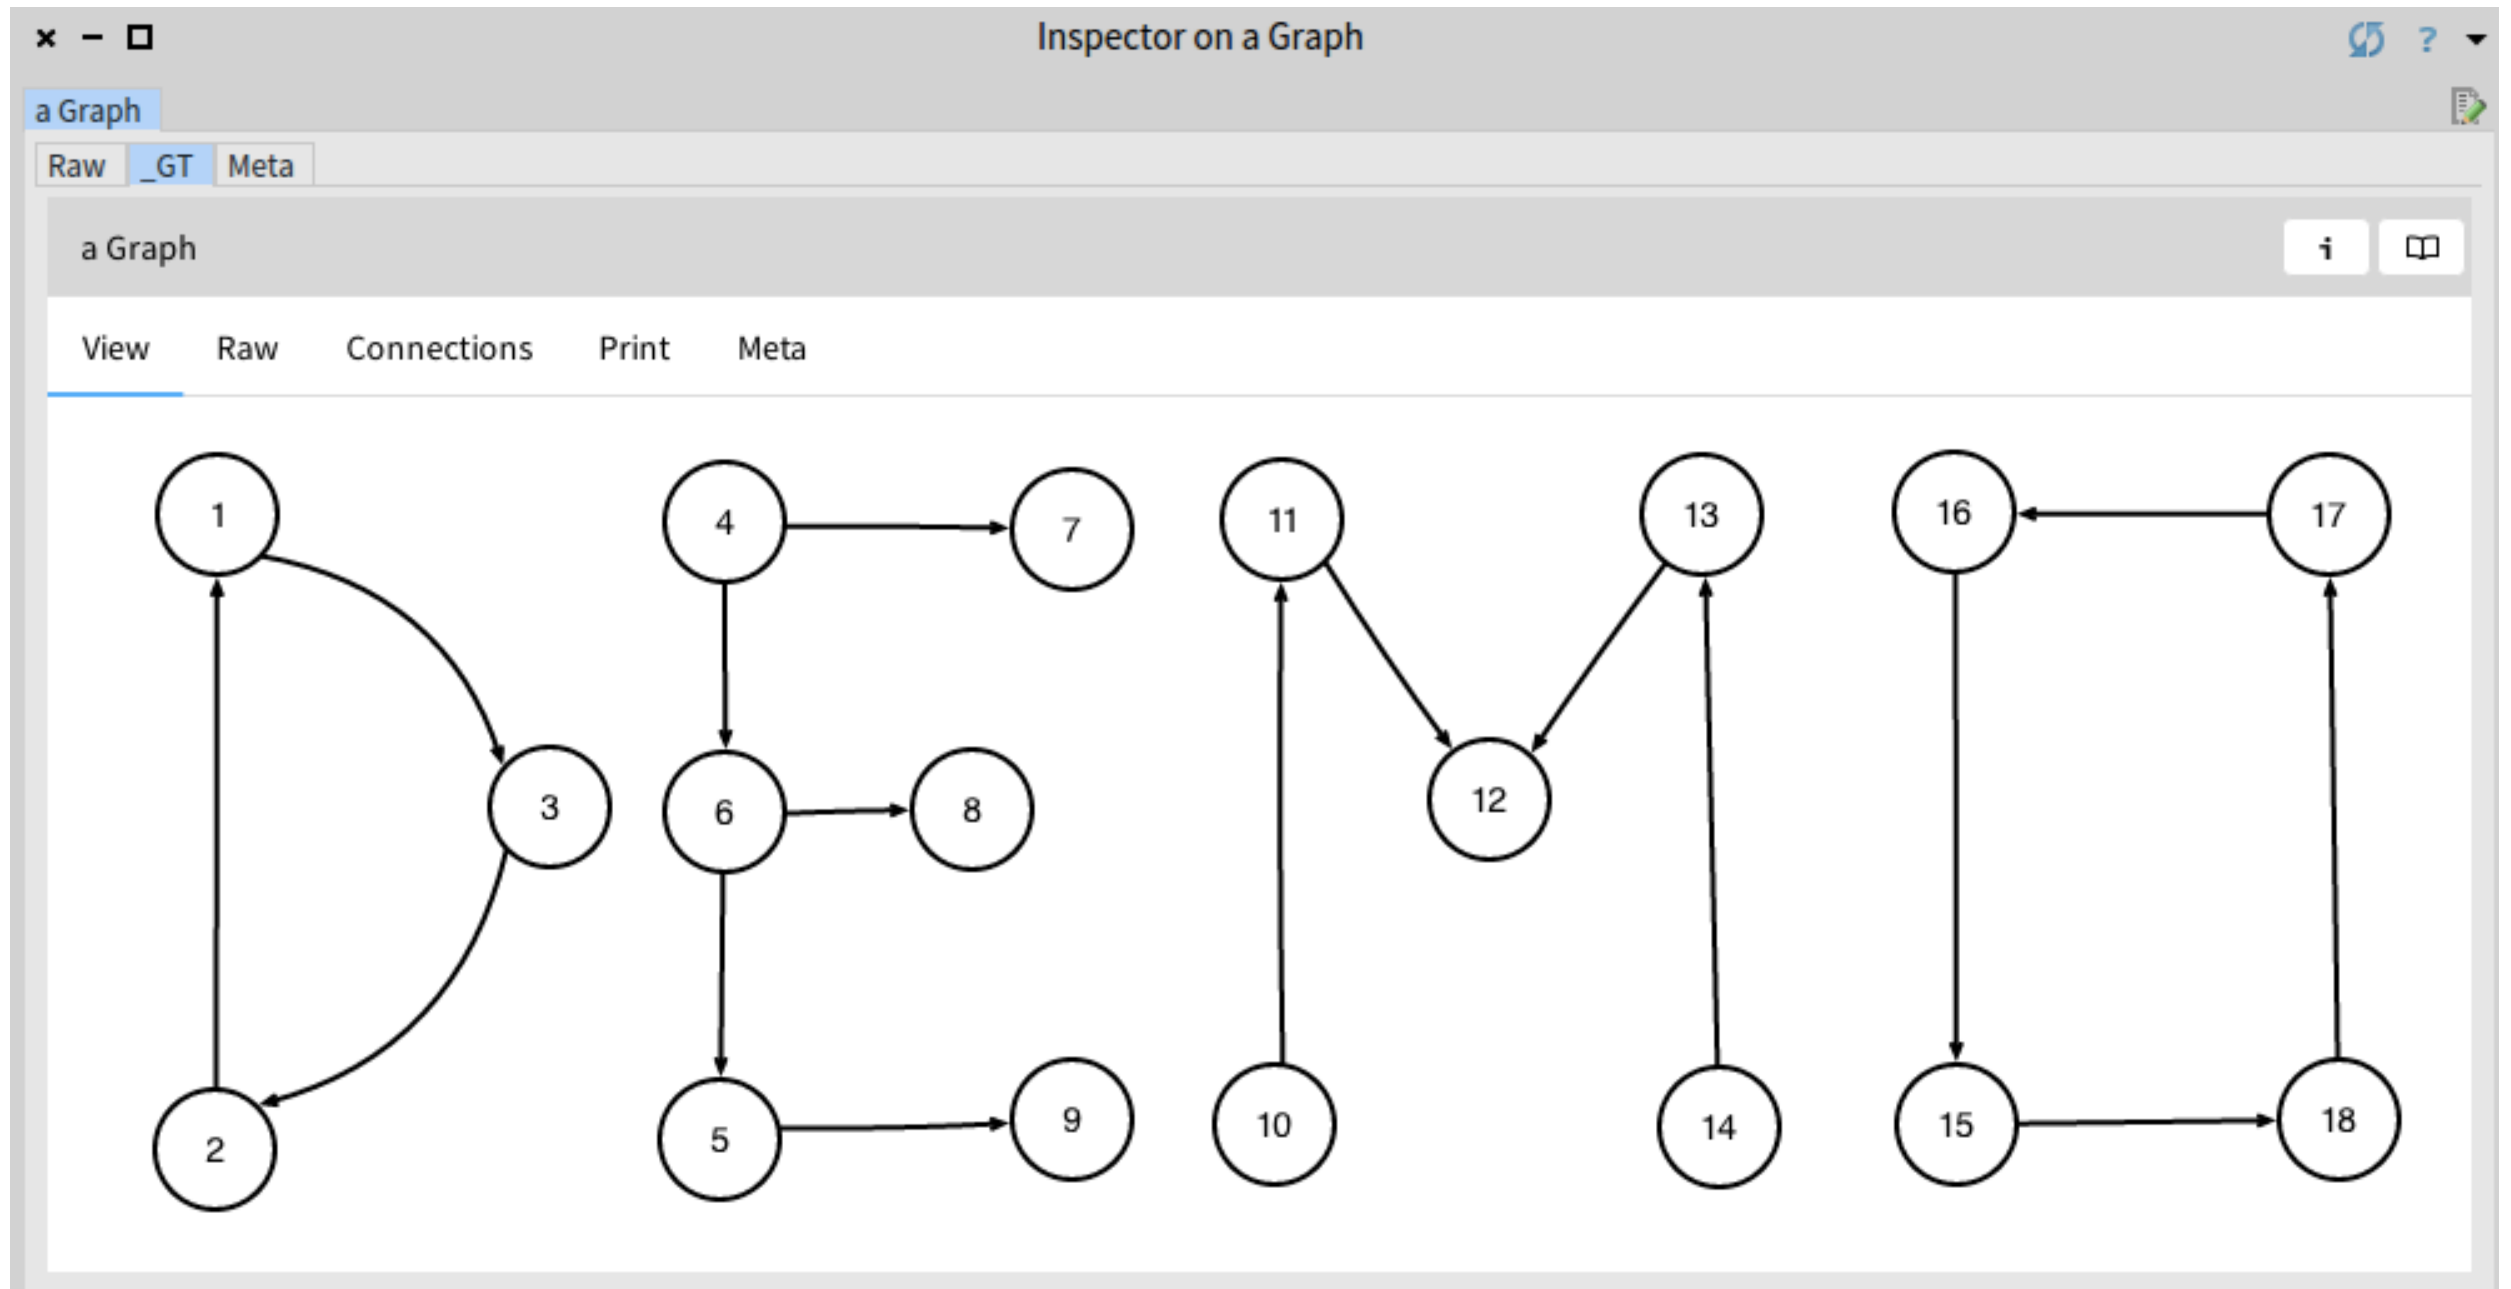 Inspector on a Graph ?
a Graph
Raw _GT Meta
a Graph i
View Raw Connections Print Meta
1 4 7 11 13 16 17
3 6 8 12
2 5 9 10 14 15 18